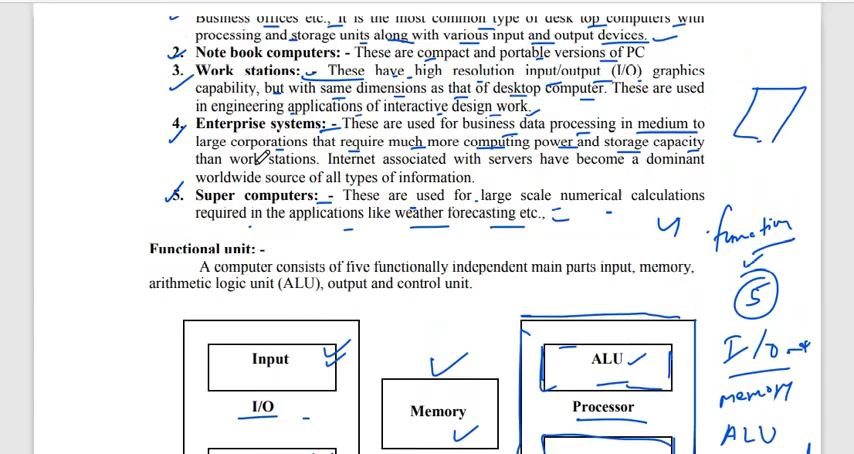 Business offices etc., it is the most common type of desk top computers with
processing and storage units along with various input and output devices.
2. Note book computers: - These are compact and portable versions of PC
3. Work stations: - These have high resolution input/output (I/O) graphics
capability, but with same dimensions as that of desktop computer. These are used
in engineering applications of interactive design work.
4. Enterprise systems: - These are used for business data processing in medium to
large corporations that require much more computing power and storage capacity
than work stations. Internet associated with servers have become a dominant
worldwide source of all types of information.
5. Super computers: - These are used for large scale numerical calculations
required in the applications like weather forecasting etc.,
function
Functional unit: -
A computer consists of five functionally independent main parts input, memory,
arithmetic logic unit (ALU), output and control unit.
5
Input
ALU
I/O
I/O
Memory
Processor
memory
ALU